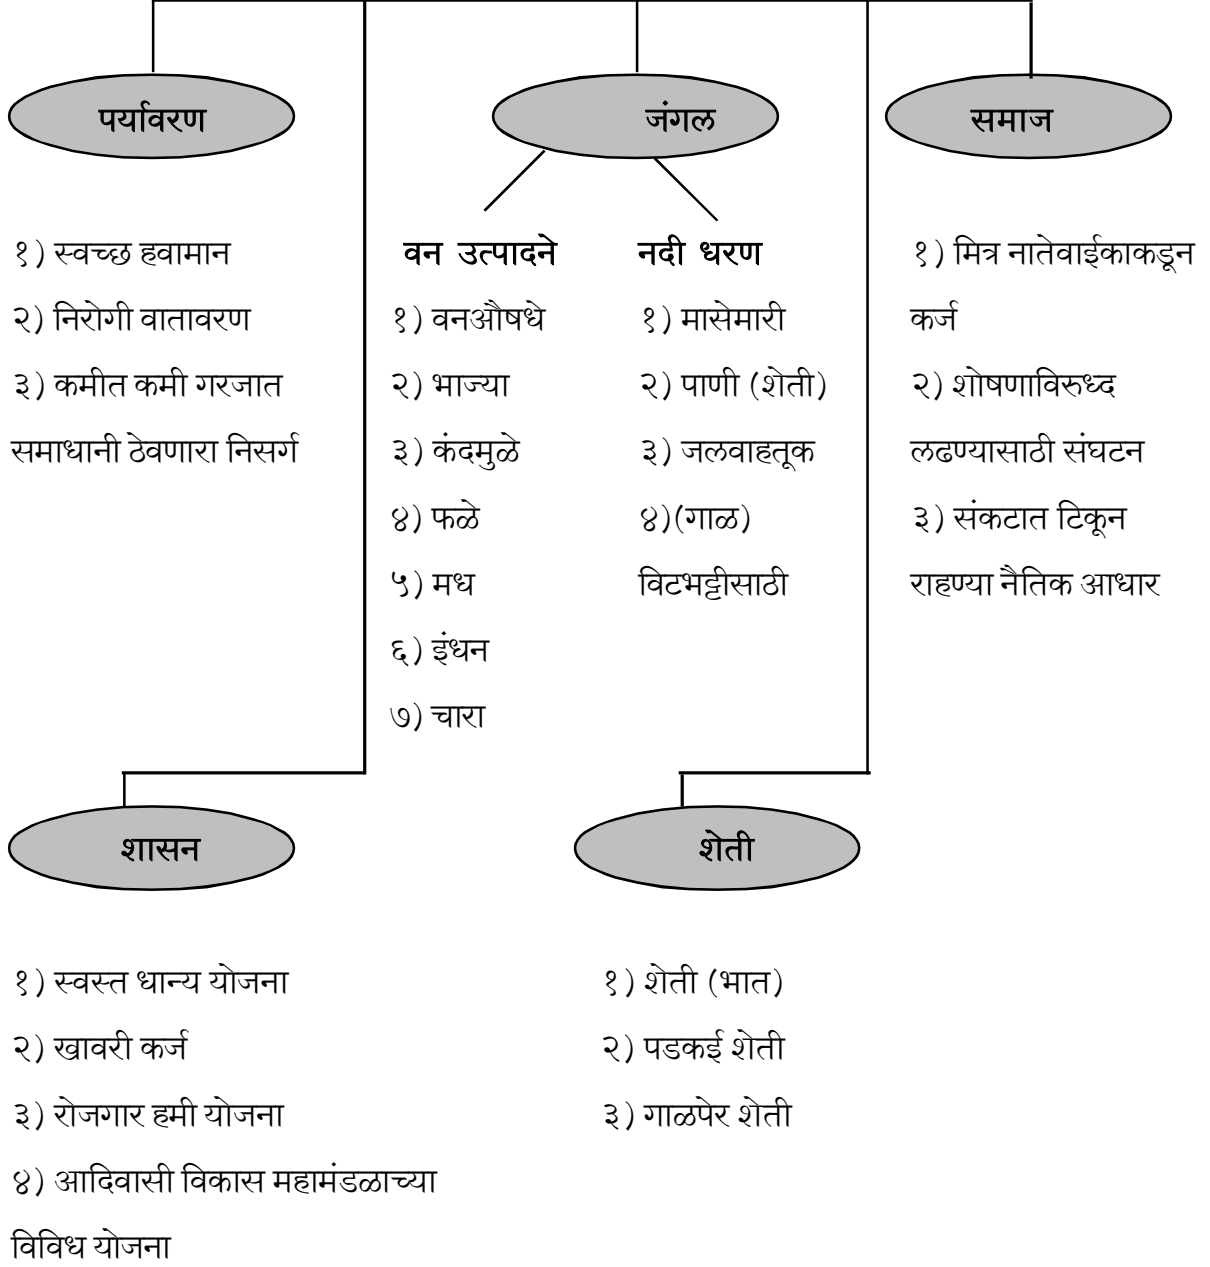 पर्यावरण
१) स्वच्छ हवामान
२) निरोगी वातावरण
३) कमीत कमी गरजात
समाधानी ठेवणारा निसर्ग
जंगल
वन उत्पादने
१) वनऔषधे
२) भाज्या
३) कंदमुळे
४) फळे
५) मध
६) इंधन
७) चारा
नदी धरण
१) मासेमारी
२) पाणी (शेती)
३) जलवाहतूक
४)(गाळ)
विटभट्टीसाठी
समाज
१) मित्र नातेवाईकाकडून
कर्ज
२) शोषणाविरुध्द
लढण्यासाठी संघटन
३) संकटात टिकून
राहण्या नैतिक आधार
शासन
१) स्वस्त धान्य योजना
२) खावरी कर्ज
३) रोजगार हमी योजना
४) आदिवासी विकास महामंडळाच्या
विविध योजना
शेती
१) शेती (भात)
२) पडकई शेती
३) गाळपेर शेती